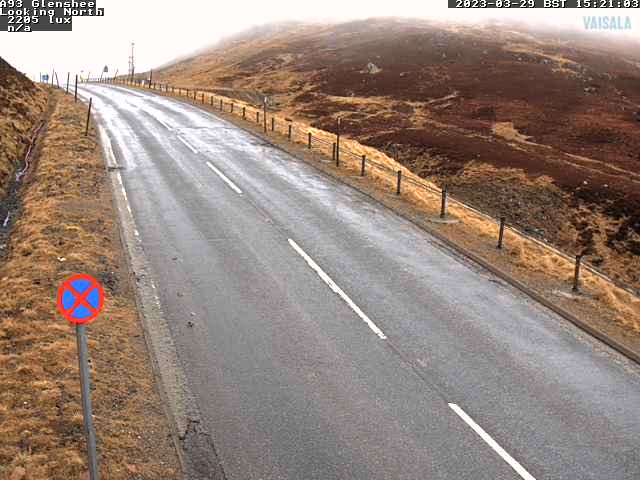 A93 Glenshee
Looking North
2205 lux
n/a
2023-03-29 BST 15:21:03
VAISALA